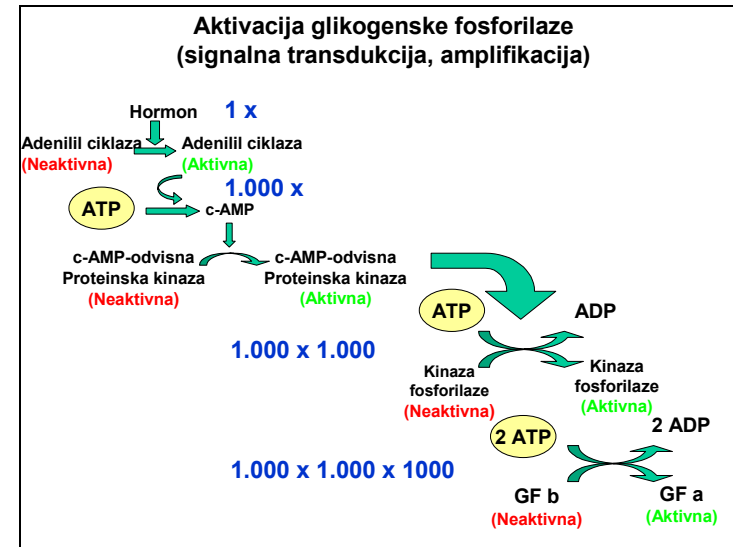 Aktivacija glikogenske fosforilaze
(signalna transdukcija, amplifikacija)
Hormon
1 x
Adenilil ciklaza
(Neaktivna)
Adenilil ciklaza
(Aktivna)
1.000 x
ATP
c-AMP
c-AMP-odvisna
Proteinska kinaza
(Neaktivna)
c-AMP-odvisna
Proteinska kinaza
(Aktivna)
ATP
ADP
1.000 x 1.000
Kinaza
fosforilaze
(Neaktivna)
Kinaza
fosforilaze
(Aktivna)
2 ATP
2 ADP
1.000 x 1.000 x 1000
GF b
(Neaktivna)
GF a
(Aktivna)